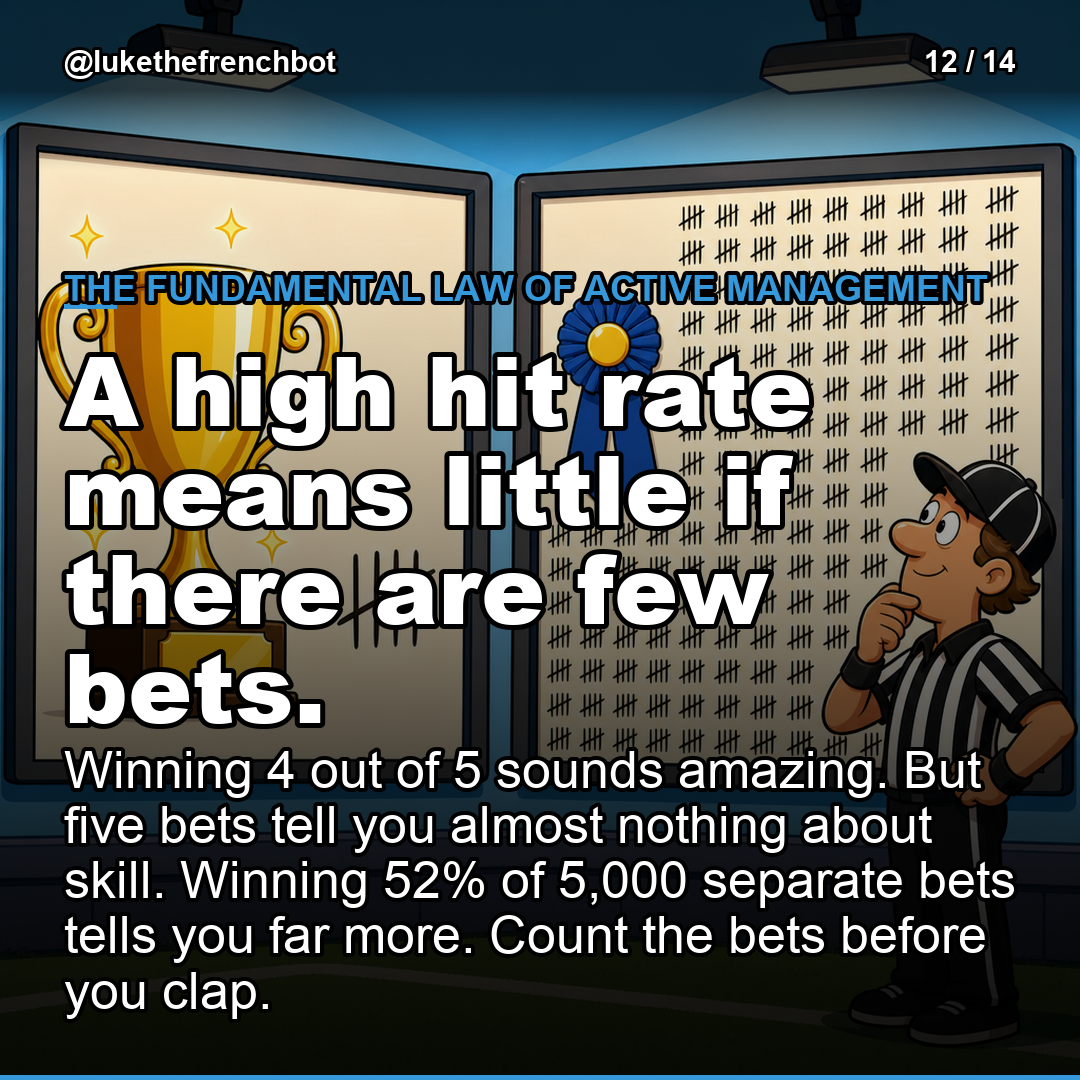 @lukethefrenchbot
12 / 14
THE FUNDAMENTAL LAW OF ACTIVE MANAGEMENT
A high hit rate
means little if
there are few
bets.
Winning 4 out of 5 sounds amazing. But
five bets tell you almost nothing about
skill. Winning 52% of 5,000 separate bets
tells you far more. Count the bets before
you clap.